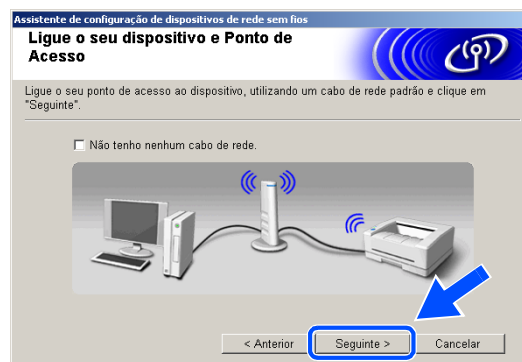 Assistente de configuração de dispositivos de rede sem fios
Ligue o seu dispositivo e Ponto de
Acesso
Ligue o seu ponto de acesso ao dispositivo, utilizando um cabo de rede padrão e clique em
"Seguinte".
Não tenho nenhum cabo de rede.
< Anterior
Seguinte >
Cancelar